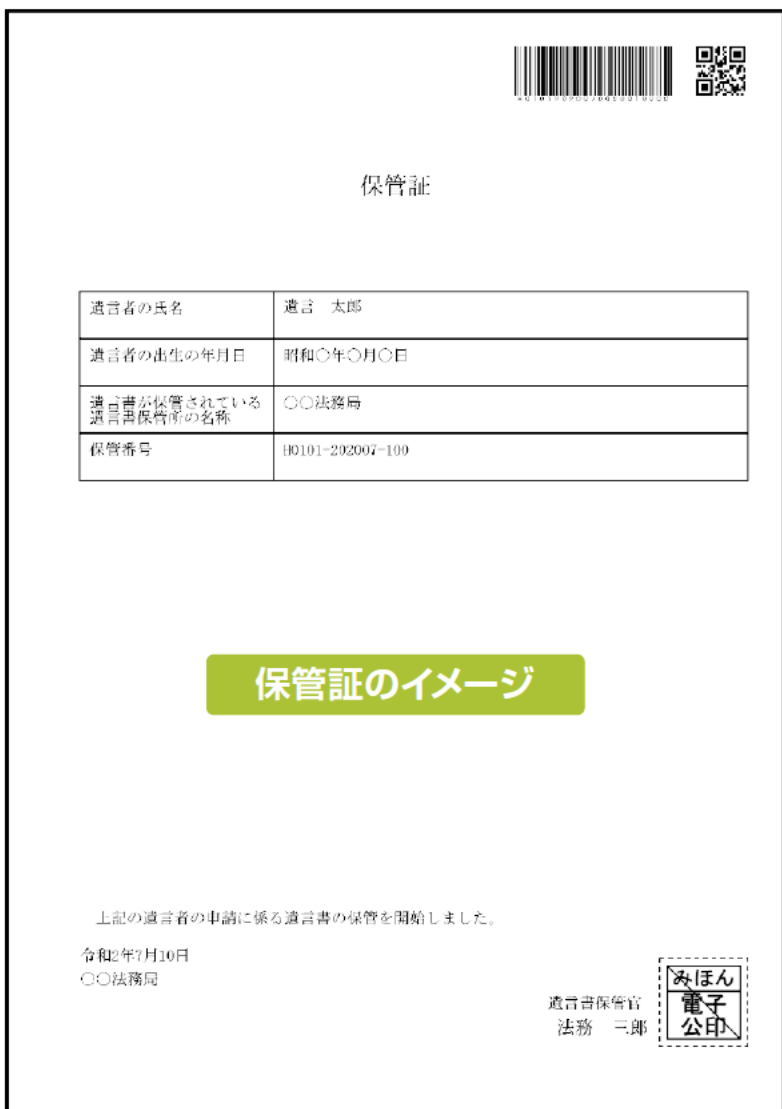 保管証
遺言者の氏名
遺言 太郎
遺言者の出生の年月日
昭和○年○月○日
遺言書が保管されている
遺言書保管所の名称
○○法務局
保管番号
H0101-202007-100
保管証のイメージ
上記の遺言者の申請に係る遺言書の保管を開始しました。
令和2年7月10日
○○法務局
遺言書保管官
法務 三郎
みほん
電子
公印